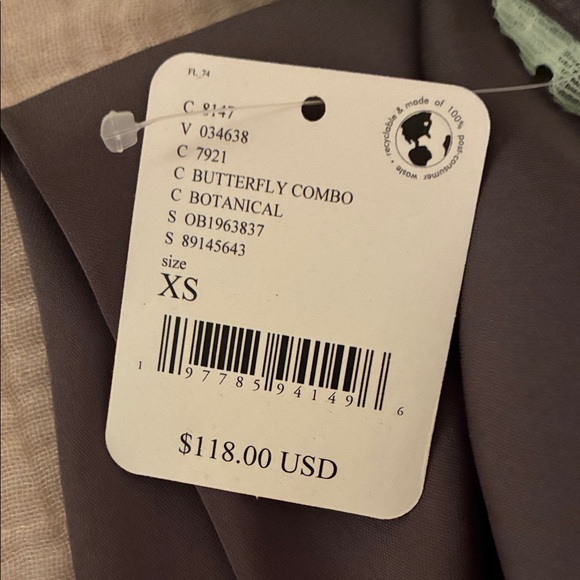 FL_74
C 8147
V 034638
C 7921
C BUTTERFLY COMBO
C BOTANICAL
S OB1963837
S 89145643
size
XS
1 97785 94149 6
$118.00 USD
recyclable & made of 100% post-consumer waste •